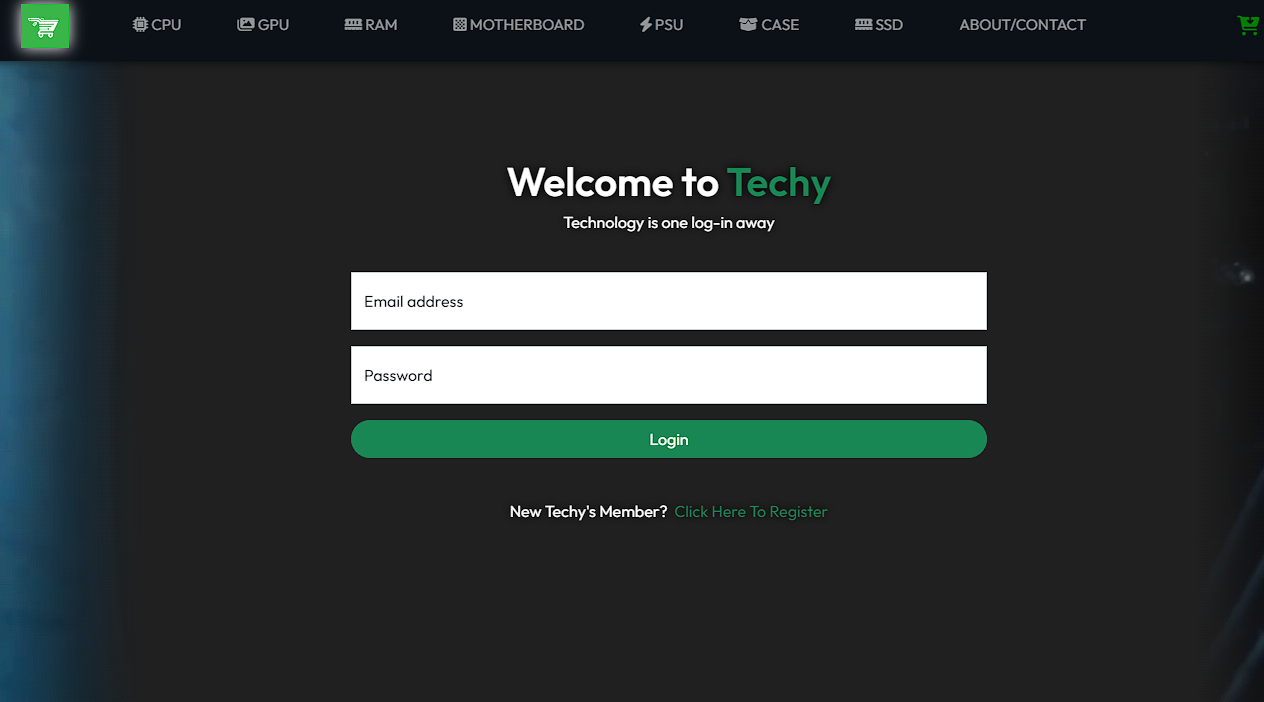 CPU GPU RAM MOTHERBOARD PSU CASE SSD ABOUT/CONTACT
Welcome to Techy
Technology is one log-in away
Email address
Password
Login
New Techy's Member? Click Here To Register